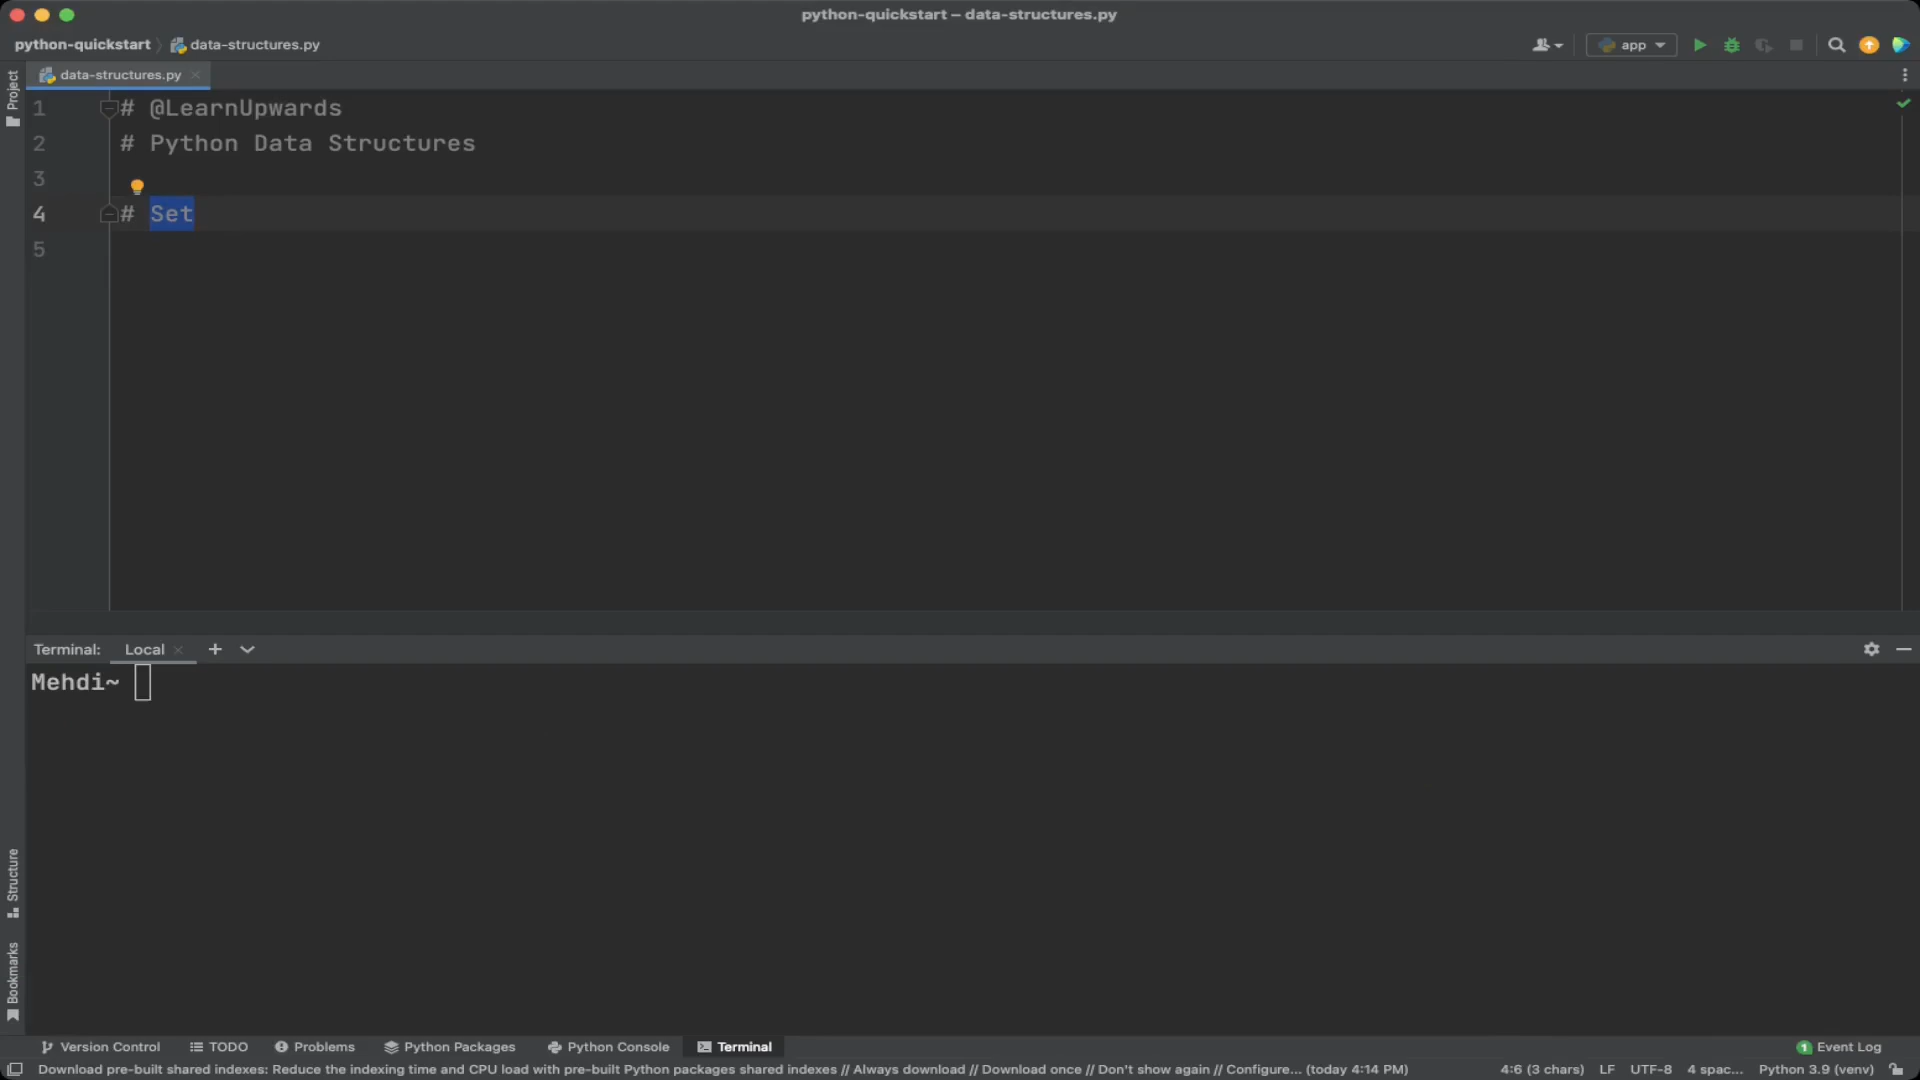 python-quickstart – data-structures.py
python-quickstart data-structures.py
app
data-structures.py
Project
1 # @LearnUpwards
2 # Python Data Structures
3
4 # Set
5
Terminal: Local
Mehdi~
Structure
Bookmarks
Version Control TODO Problems Python Packages Python Console Terminal 1 Event Log
Download pre-built shared indexes: Reduce the indexing time and CPU load with pre-built Python packages shared indexes // Always download // Download once // Don't show again // Configure... (today 4:14 PM) 4:6 (3 chars) LF UTF-8 4 spac... Python 3.9 (venv)